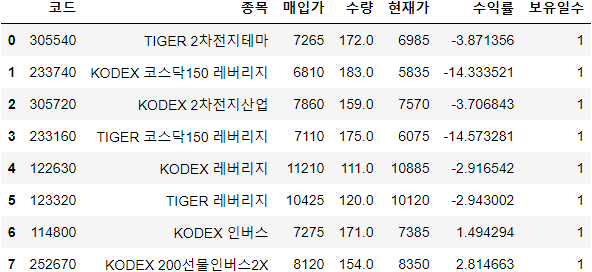 코드 종목 매입가 수량 현재가 수익률 보유일수
0 305540 TIGER 2차전지테마 7265 172.0 6985 -3.871356 1
1 233740 KODEX 코스닥150 레버리지 6810 183.0 5835 -14.333521 1
2 305720 KODEX 2차전지산업 7860 159.0 7570 -3.706843 1
3 233160 TIGER 코스닥150 레버리지 7110 175.0 6075 -14.573281 1
4 122630 KODEX 레버리지 11210 111.0 10885 -2.916542 1
5 123320 TIGER 레버리지 10425 120.0 10120 -2.943002 1
6 114800 KODEX 인버스 7275 171.0 7385 1.494294 1
7 252670 KODEX 200선물인버스2X 8120 154.0 8350 2.814663 1